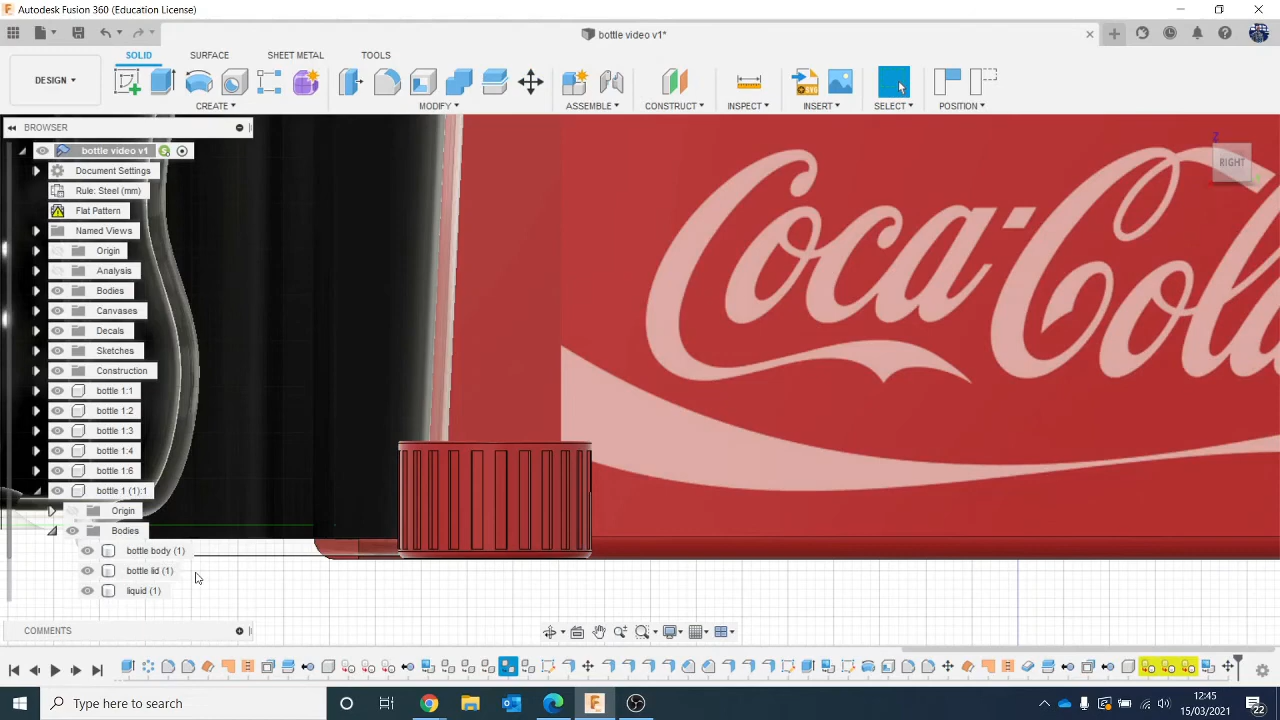 Autodesk Fusion 360 (Education License)
bottle video v1*
SOLID SURFACE SHEET METAL TOOLS
DESIGN
CREATE MODIFY ASSEMBLE CONSTRUCT INSPECT INSERT SELECT POSITION
BROWSER
bottle video v1
Document Settings
Rule: Steel (mm)
Flat Pattern
Named Views
Origin
Analysis
Bodies
Canvases
Decals
Sketches
Construction
bottle 1:1
bottle 1:2
bottle 1:3
bottle 1:4
bottle 1:6
bottle 1 (1):1
Origin
Bodies
bottle body (1)
bottle lid (1)
liquid (1)
Z
RIGHT
Coca-Cola
COMMENTS
Type here to search
12:45
15/03/2021
22